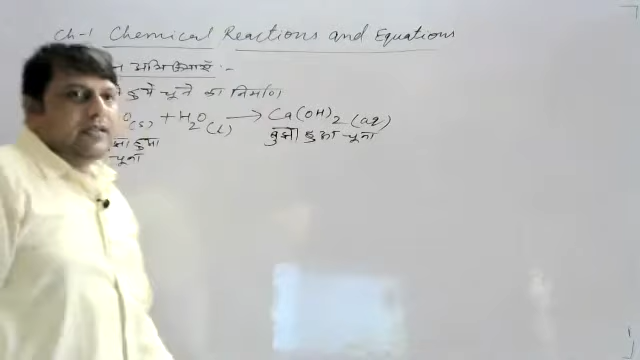 Ch-1 Chemical Reactions and Equations
अभिक्रियाएँ :-
हुये चूने का निर्माण
O(s) + H2O(l) → Ca(OH)2(aq)
हुआ बुझा हुआ चूना
चूना